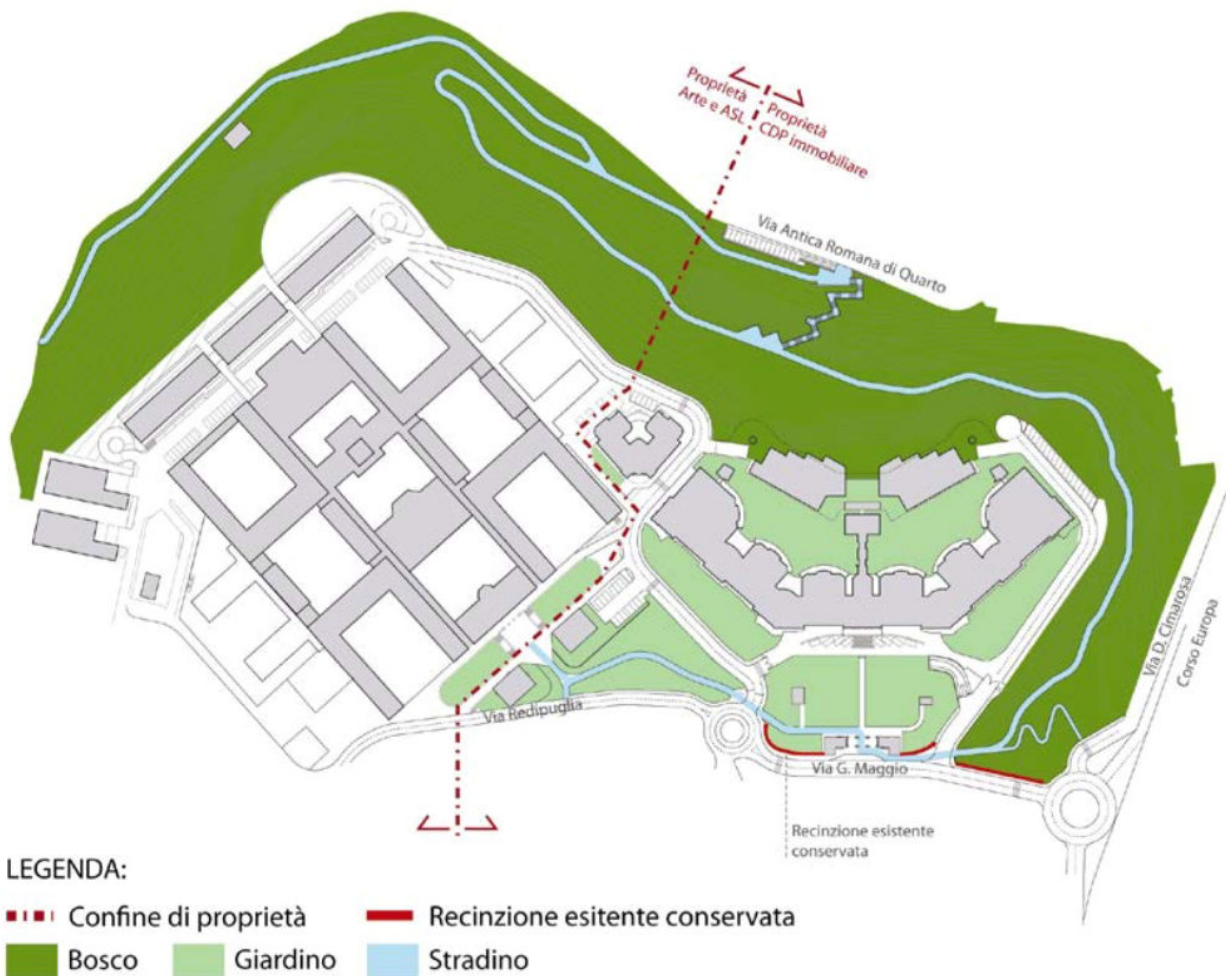 Proprietà
Arte e ASL
Proprietà
CDP immobiliare
Via Antica Romana di Quarto
Via D. Cimarosa
Corso Europa
Via Redipuglia
Via G. Maggio
Recinzione esistente
conservata
LEGENDA:
Confine di proprietà
Recinzione esitente conservata
Bosco
Giardino
Stradino